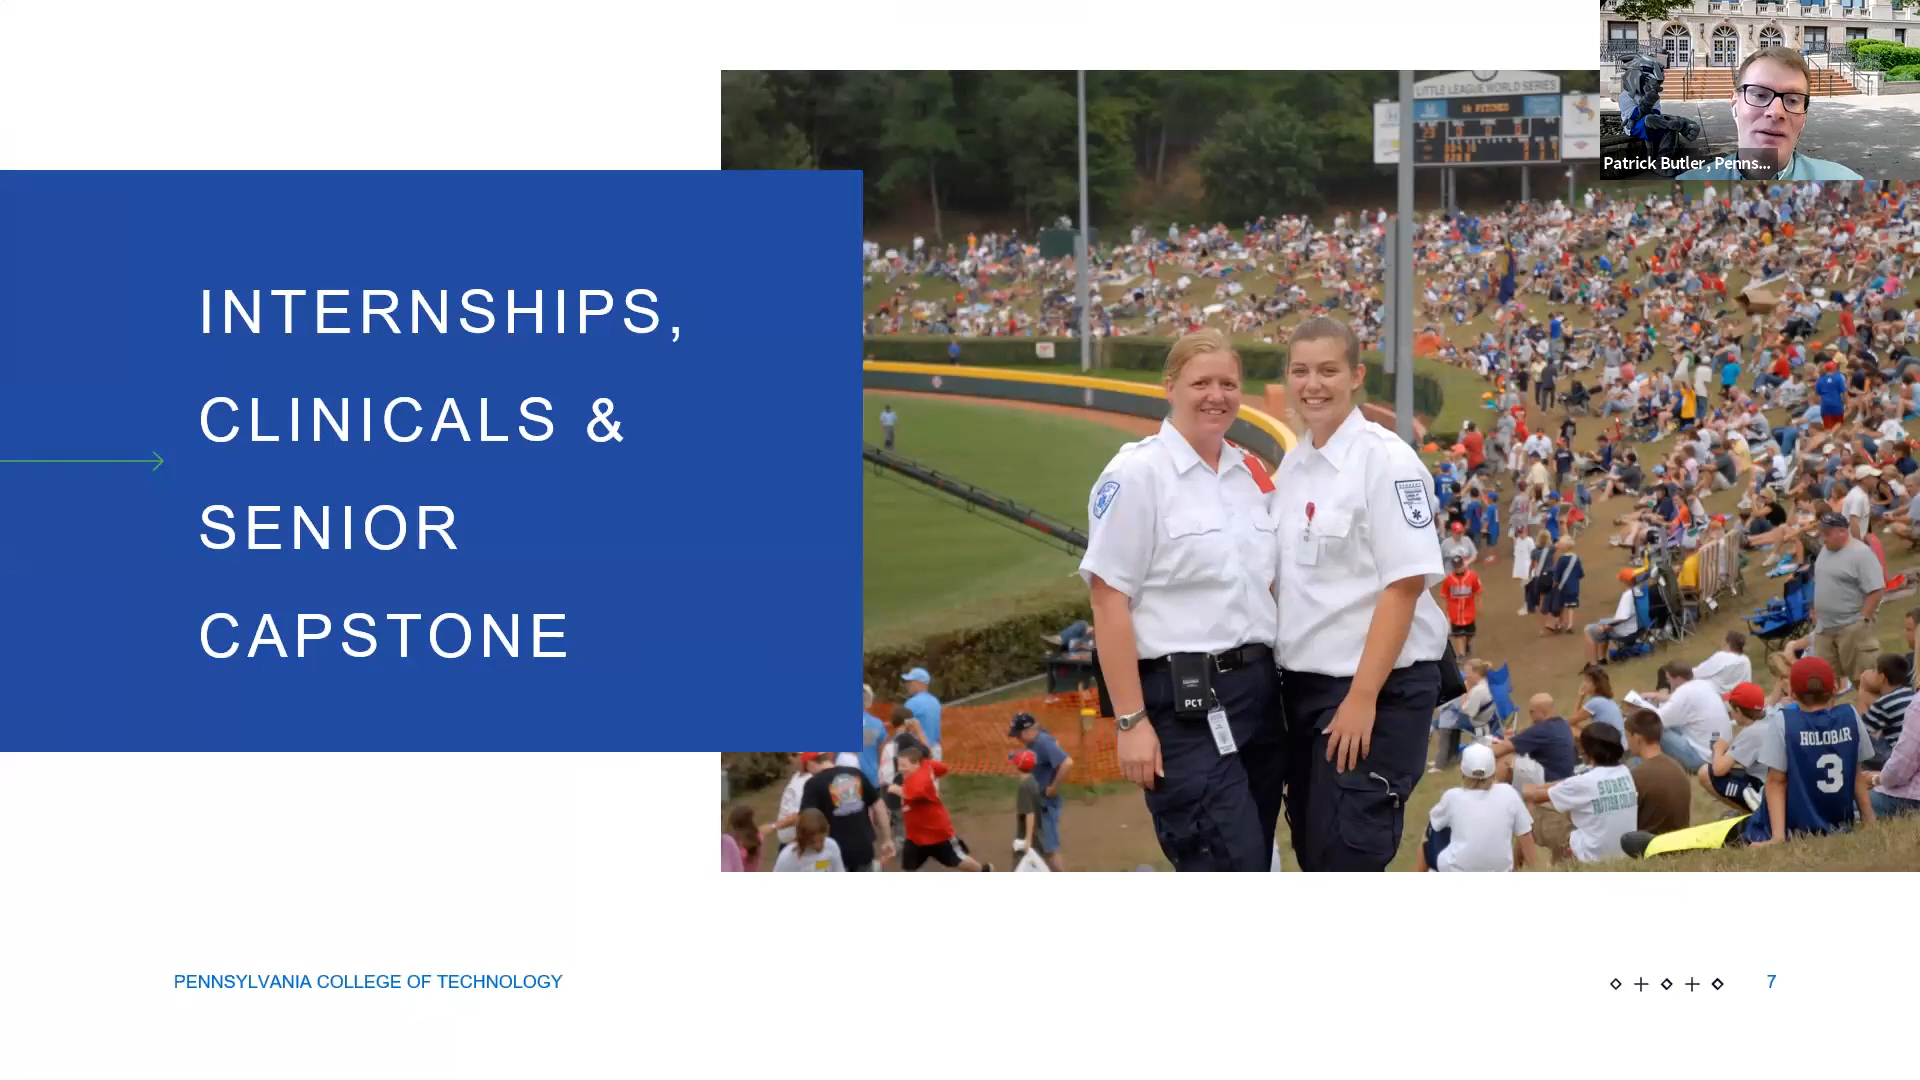 LITTLE LEAGUE WORLD SERIES
Patrick Butler, Penns...
INTERNSHIPS,
CLINICALS &
SENIOR
CAPSTONE
PCT
HOLOBAR
3
PENNSYLVANIA COLLEGE OF TECHNOLOGY
7